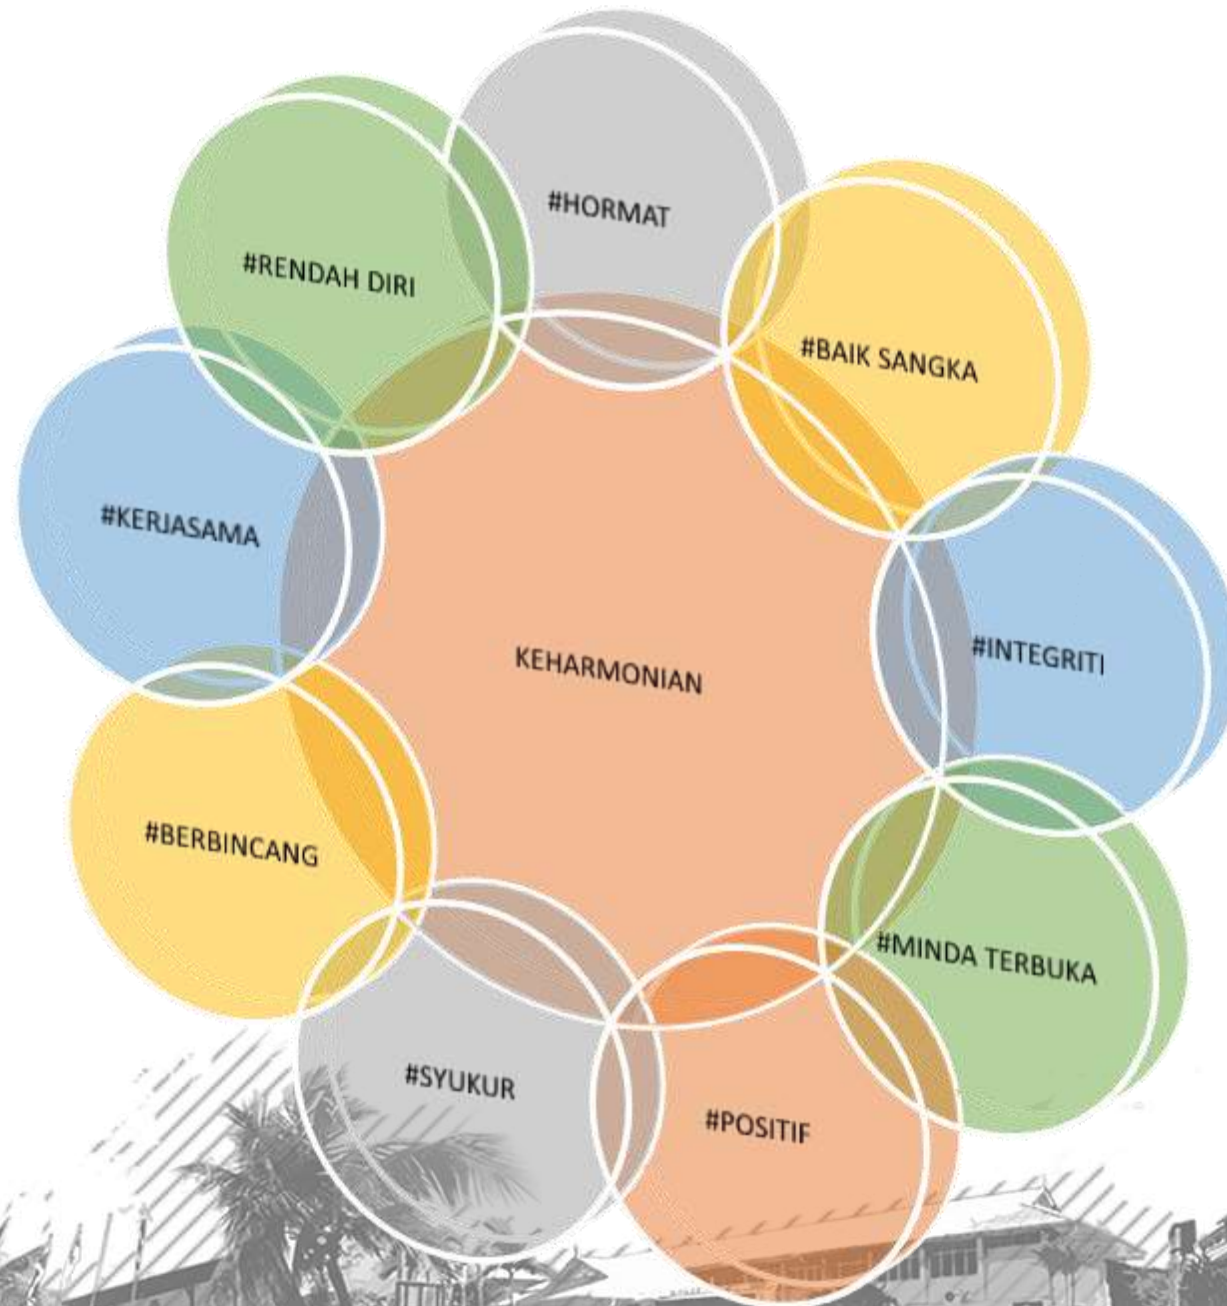 #HORMAT
#RENDAH DIRI
#BAIK SANGKA
#KERJASAMA
KEHARMONIAN
#INTEGRITI
#BERBINCANG
#MINDA TERBUKA
#SYUKUR
#POSITIF